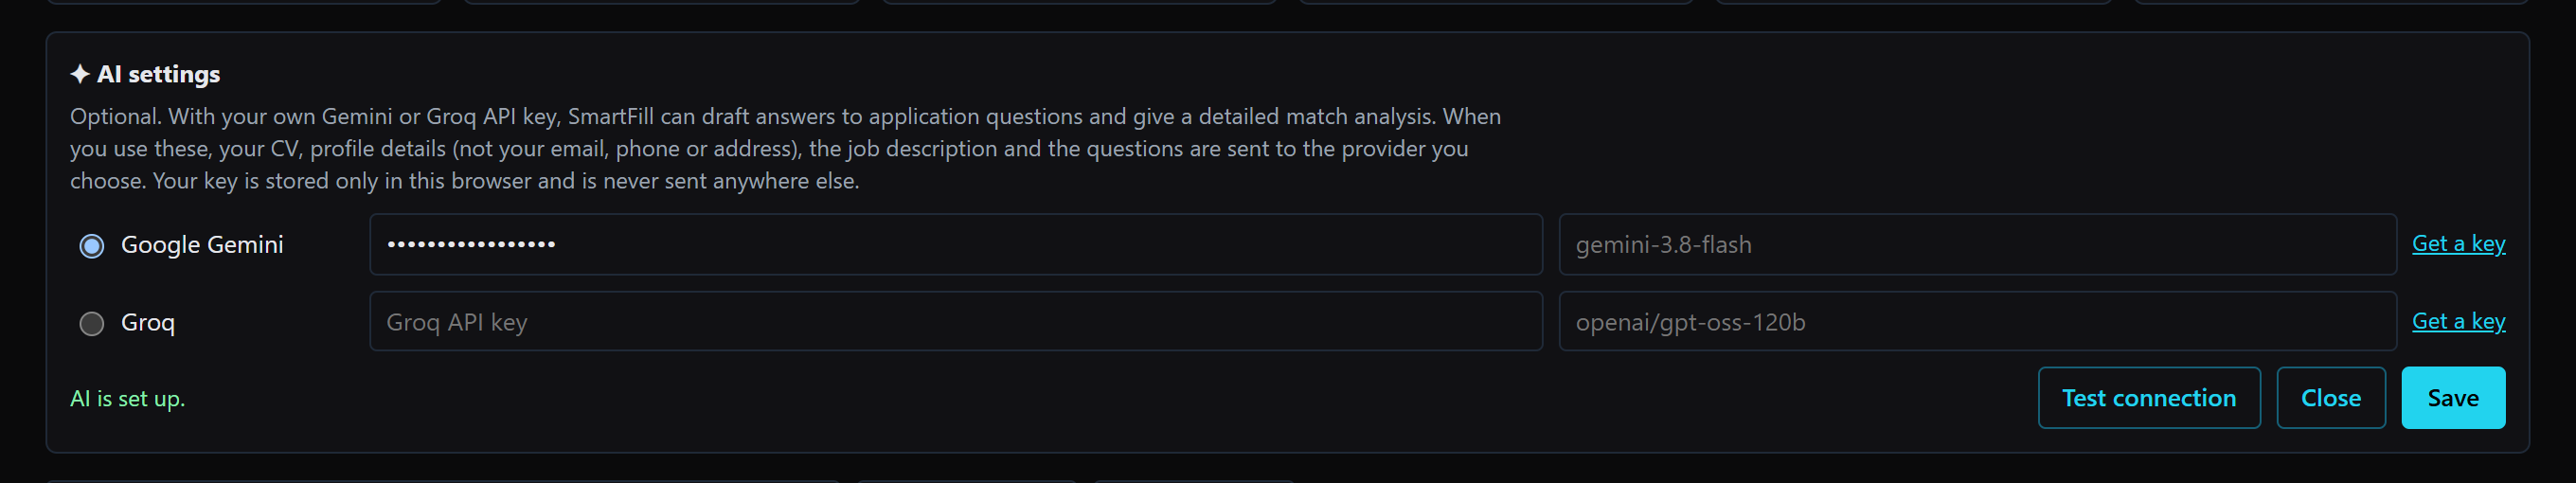 ✦ AI settings
Optional. With your own Gemini or Groq API key, SmartFill can draft answers to application questions and give a detailed match analysis. When
you use these, your CV, profile details (not your email, phone or address), the job description and the questions are sent to the provider you
choose. Your key is stored only in this browser and is never sent anywhere else.
Google Gemini ••••••••••••••••• gemini-3.8-flash Get a key
Groq Groq API key openai/gpt-oss-120b Get a key
AI is set up. Test connection Close Save